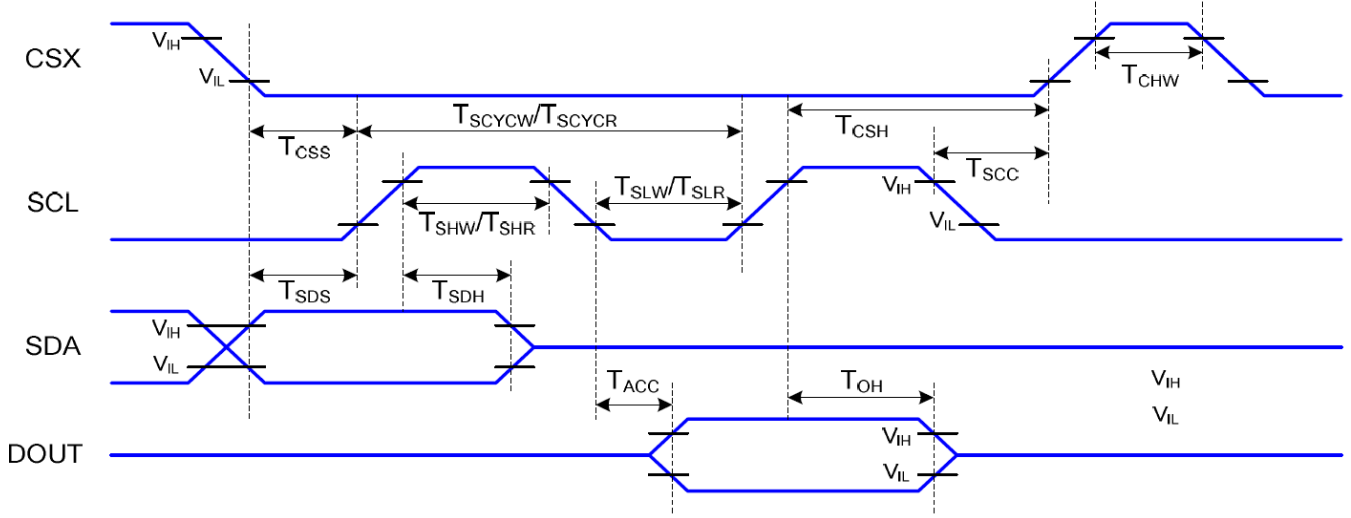 CSX
VIH
VIL
TCSS
TSCYCW/TSCYCR
TCSH
TCHW
SCL
TSHW/TSHR
TSLW/TSLR
VIH
TSCC
VIL
TSDS
TSDH
SDA
VIH
VIL
TACC
TOH
VIH
VIL
DOUT
VIH
VIL